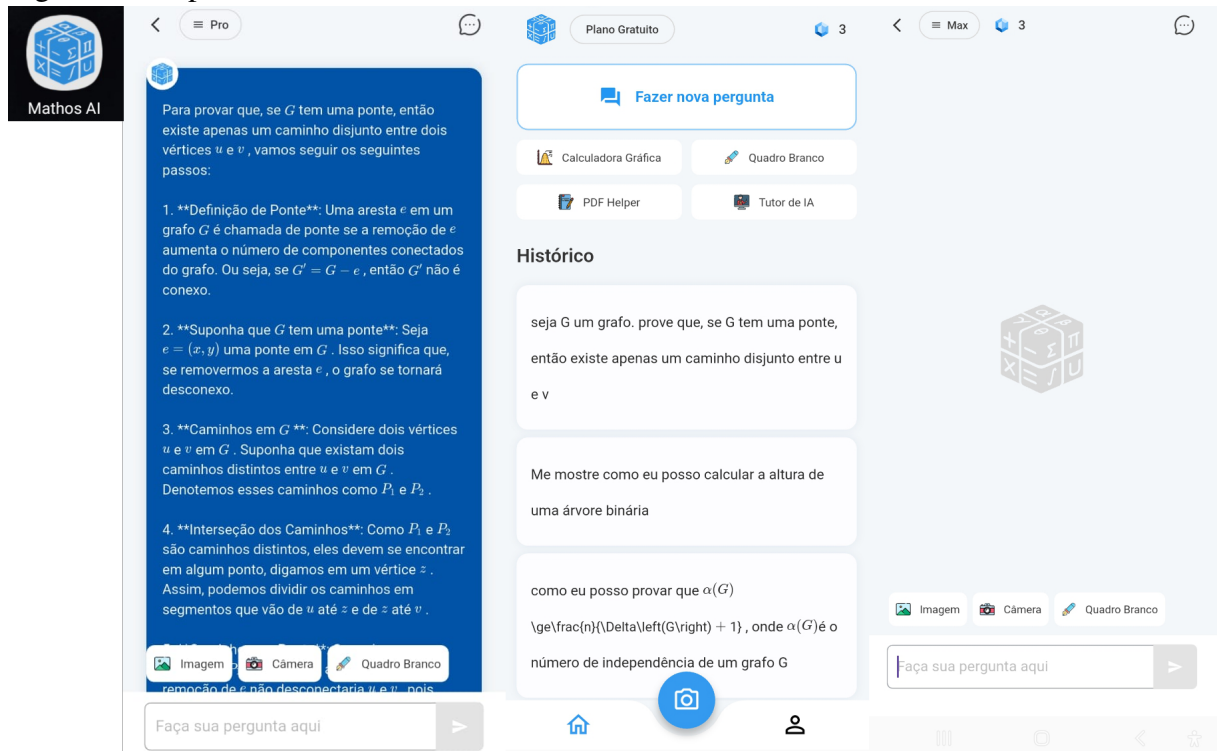 Mathos AI
Pro
Para provar que, se G tem uma ponte, então
existe apenas um caminho disjunto entre dois
vértices u e v , vamos seguir os seguintes
passos:
1. **Definição de Ponte**: Uma aresta e em um
grafo G é chamada de ponte se a remoção de e
aumenta o número de componentes conectados
do grafo. Ou seja, se G' = G − e , então G' não é
conexo.
2. **Suponha que G tem uma ponte**: Seja
e = (x, y) uma ponte em G . Isso significa que,
se removermos a aresta e , o grafo se tornará
desconexo.
3. **Caminhos em G **: Considere dois vértices
u e v em G . Suponha que existam dois
caminhos distintos entre u e v em G .
Denotemos esses caminhos como P₁ e P₂ .
4. **Interseção dos Caminhos**: Como P₁ e P₂
são caminhos distintos, eles devem se encontrar
em algum ponto, digamos em um vértice z .
Assim, podemos dividir os caminhos em
segmentos que vão de u até z e de z até v .
Imagem
Câmera
Quadro Branco
remoção de e não desconectaria u e v , pois
Faça sua pergunta aqui
Plano Gratuito
3
Fazer nova pergunta
Calculadora Gráfica
Quadro Branco
PDF Helper
Tutor de IA
Histórico
seja G um grafo. prove que, se G tem uma ponte,
então existe apenas um caminho disjunto entre u
e v
Me mostre como eu posso calcular a altura de
uma árvore binária
como eu posso provar que α(G)
\ge\frac{n}{\Delta\left(G\right) + 1} , onde α(G)é o
número de independência de um grafo G
Max
3
Imagem
Câmera
Quadro Branco
Faça sua pergunta aqui